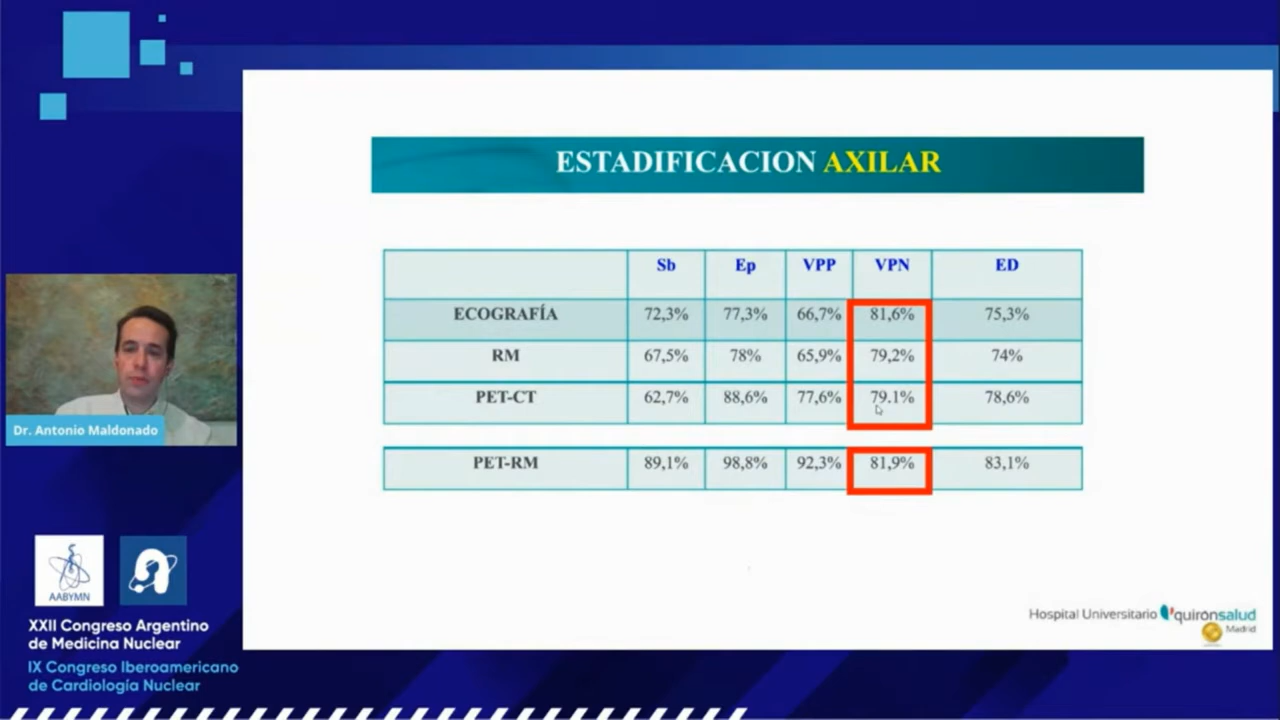 ESTADIFICACION AXILAR
Sb Ep VPP VPN ED
ECOGRAFÍA 72,3% 77,3% 66,7% 81,6% 75,3%
RM 67,5% 78% 65,9% 79,2% 74%
PET-CT 62,7% 88,6% 77,6% 79.1% 78,6%
PET-RM 89,1% 98,8% 92,3% 81,9% 83,1%
Dr. Antonio Maldonado
AABYMN
XXII Congreso Argentino
de Medicina Nuclear
IX Congreso Iberoamericano
de Cardiología Nuclear
Hospital Universitario quirónsalud
Madrid